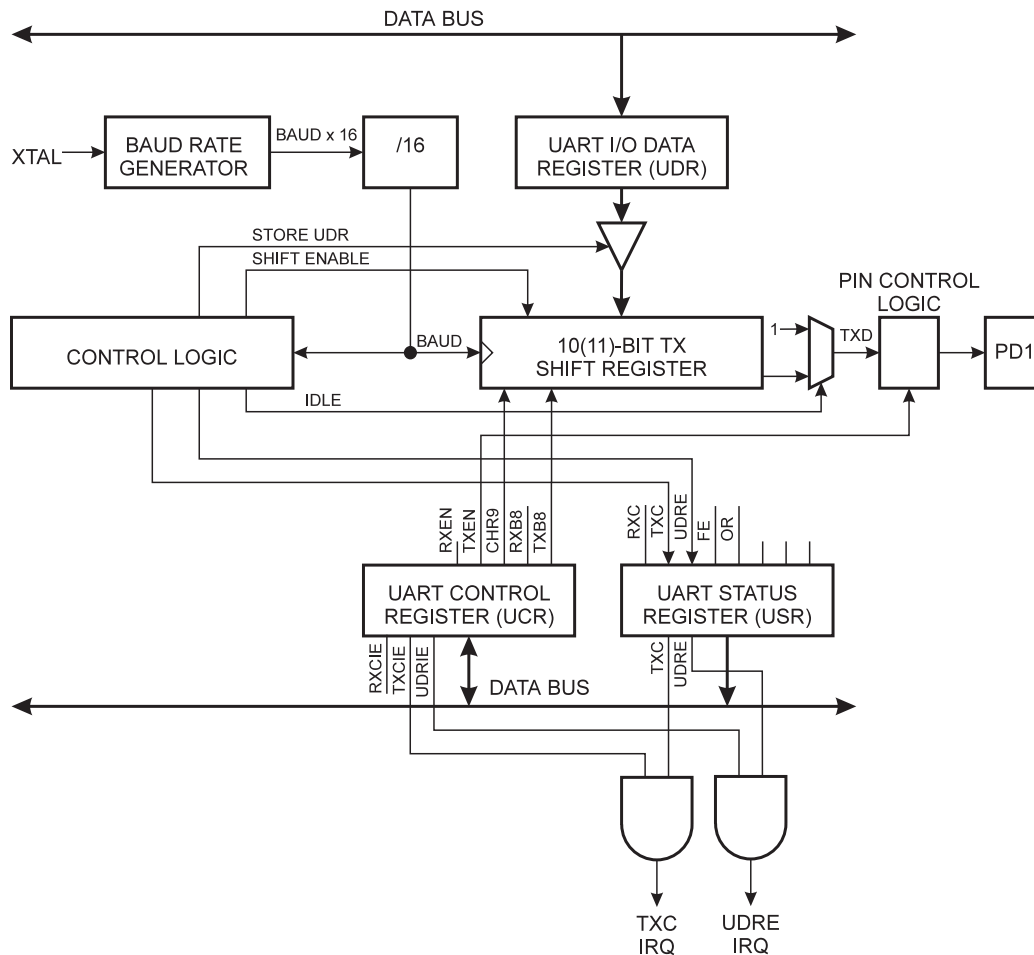 DATA BUS
XTAL
BAUD RATE
GENERATOR
BAUD x 16
/16
UART I/O DATA
REGISTER (UDR)
STORE UDR
SHIFT ENABLE
PIN CONTROL
LOGIC
CONTROL LOGIC
BAUD
10(11)-BIT TX
SHIFT REGISTER
1
TXD
PD1
IDLE
RXEN
TXEN
CHR9
RXB8
TXB8
RXC
TXC
UDRE
FE
OR
UART CONTROL
REGISTER (UCR)
UART STATUS
REGISTER (USR)
RXCIE
TXCIE
UDRIE
TXC
UDRE
DATA BUS
TXC
IRQ
UDRE
IRQ